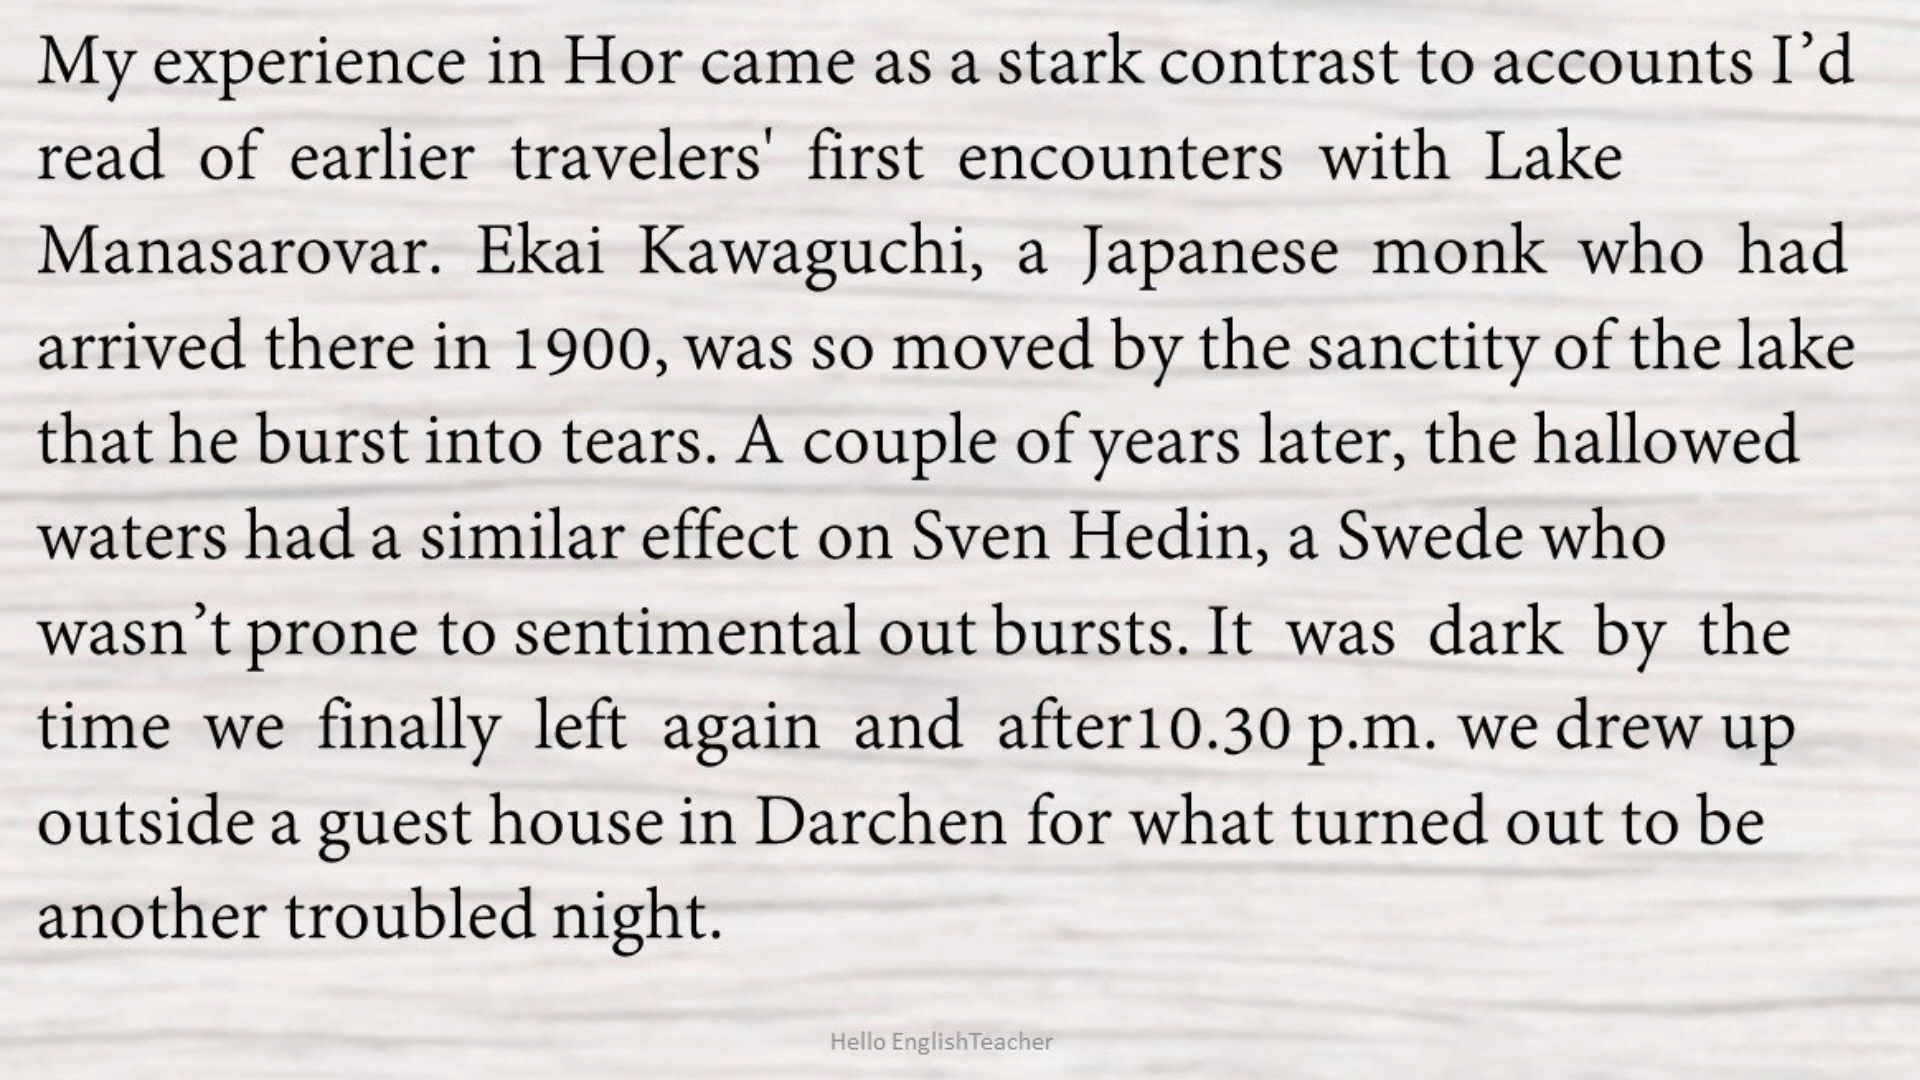 My experience in Hor came as a stark contrast to accounts I’d
read of earlier travelers' first encounters with Lake
Manasarovar. Ekai Kawaguchi, a Japanese monk who had
arrived there in 1900, was so moved by the sanctity of the lake
that he burst into tears. A couple of years later, the hallowed
waters had a similar effect on Sven Hedin, a Swede who
wasn’t prone to sentimental out bursts. It was dark by the
time we finally left again and after10.30 p.m. we drew up
outside a guest house in Darchen for what turned out to be
another troubled night.
Hello EnglishTeacher